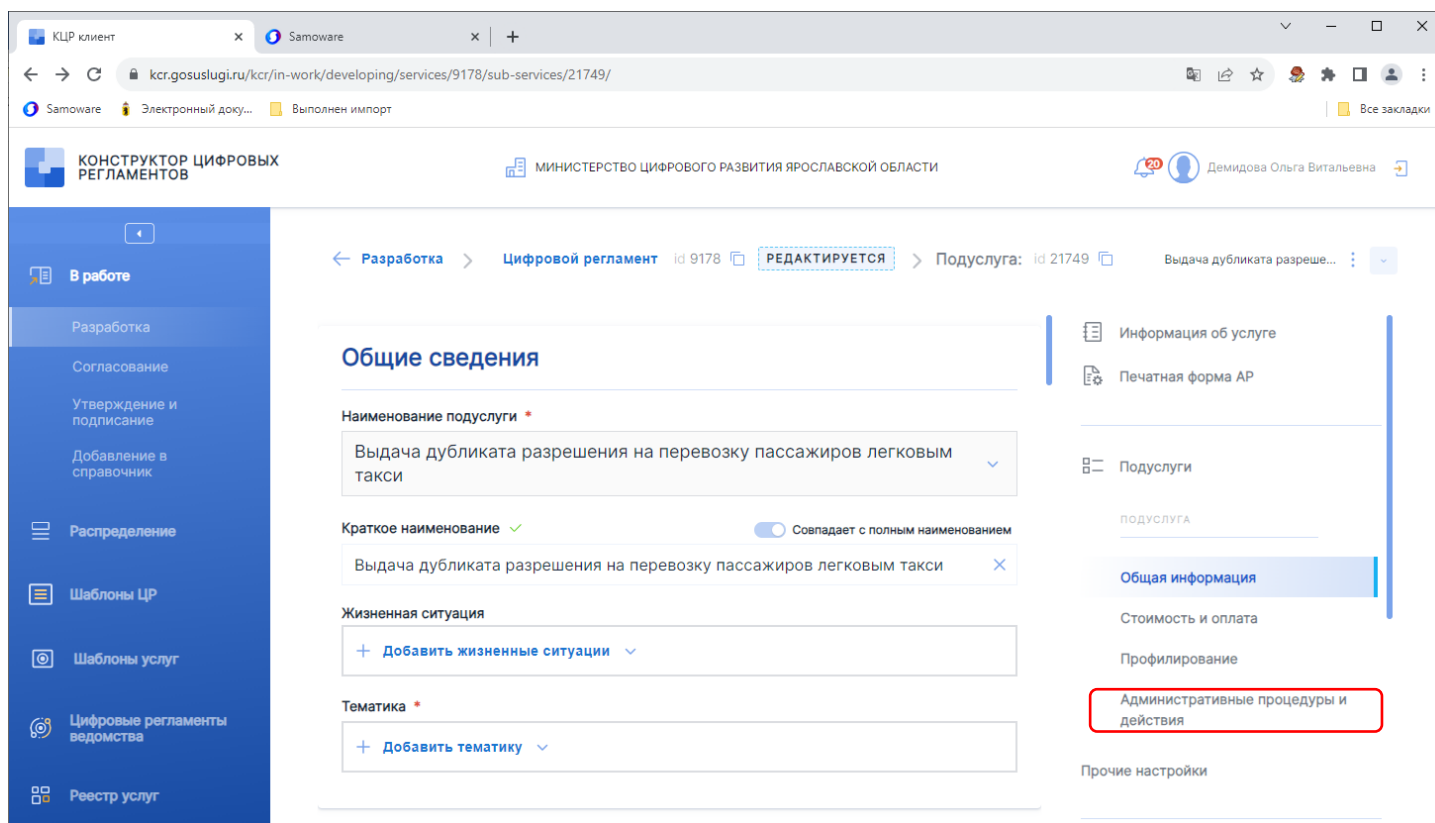 КЦР клиент
Samoware
kcr.gosuslugi.ru/kcr/in-work/developing/services/9178/sub-services/21749/
Samoware
Электронный доку...
Выполнен импорт
Все закладки
КОНСТРУКТОР ЦИФРОВЫХ
РЕГЛАМЕНТОВ
МИНИСТЕРСТВО ЦИФРОВОГО РАЗВИТИЯ ЯРОСЛАВСКОЙ ОБЛАСТИ
20
Демидова Ольга Витальевна
В работе
Разработка
Согласование
Утверждение и
подписание
Добавление в
справочник
Распределение
Шаблоны ЦР
Шаблоны услуг
Цифровые регламенты
ведомства
Реестр услуг
Разработка
Цифровой регламент id 9178 РЕДАКТИРУЕТСЯ
Подуслуга: id 21749
Выдача дубликата разреше...
Общие сведения
Наименование подуслуги *
Выдача дубликата разрешения на перевозку пассажиров легковым
такси
Краткое наименование
Совпадает с полным наименованием
Выдача дубликата разрешения на перевозку пассажиров легковым такси
Жизненная ситуация
+ Добавить жизненные ситуации
Тематика *
+ Добавить тематику
Информация об услуге
Печатная форма АР
Подуслуги
ПОДУСЛУГА
Общая информация
Стоимость и оплата
Профилирование
Административные процедуры и
действия
Прочие настройки